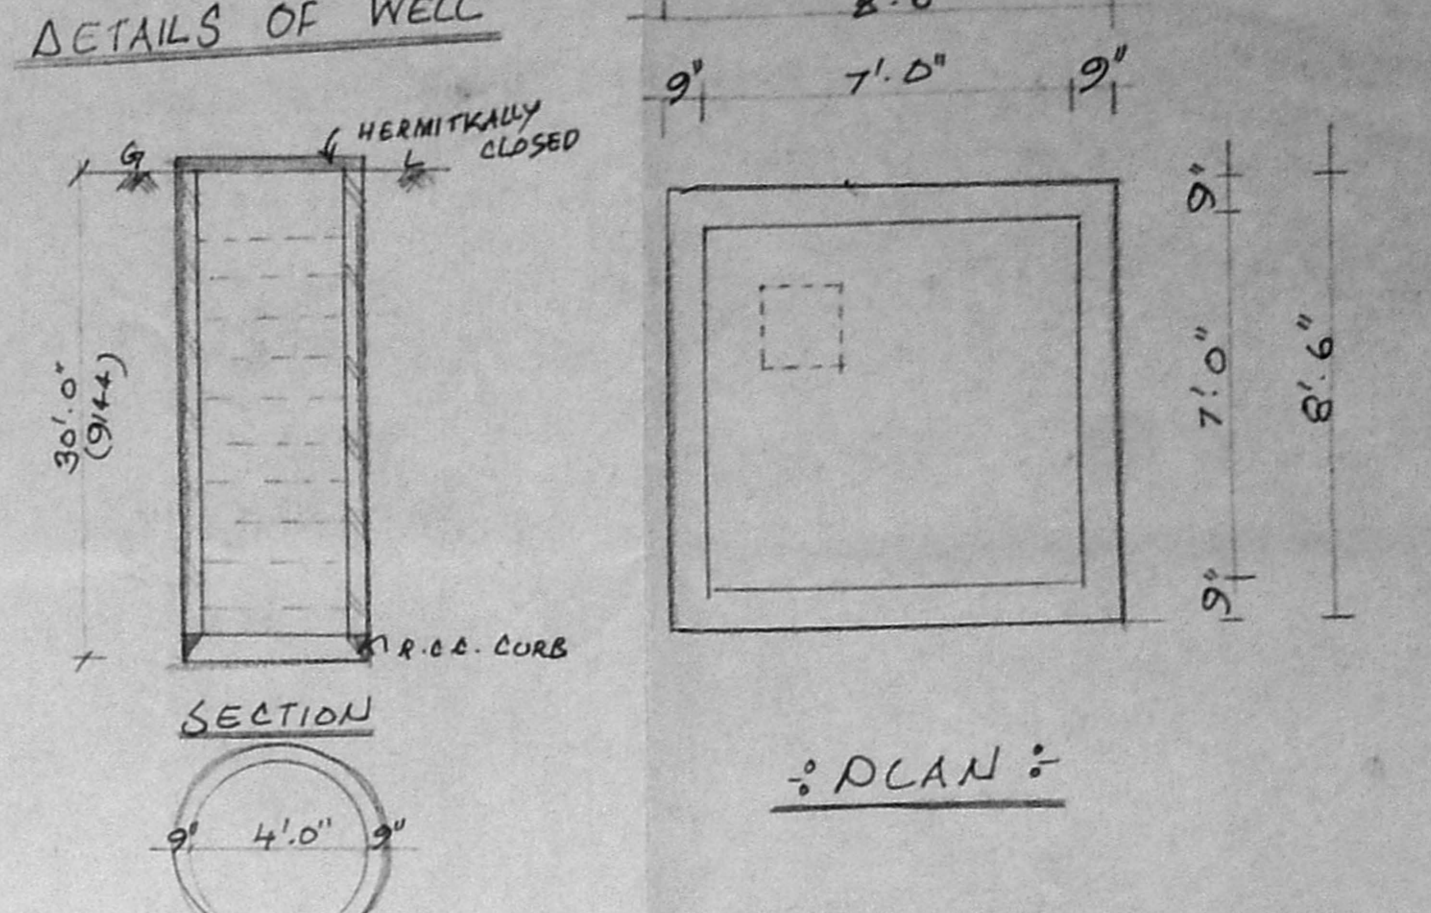 DETAILS OF WELL
HERMITKALLY
CLOSED
G
L
30'.0"
(9144)
R.C.C. CURB
SECTION
9"
4'.0"
9"
9"
7'.0"
9"
9"
7'.0"
9"
8'.6"
PLAN